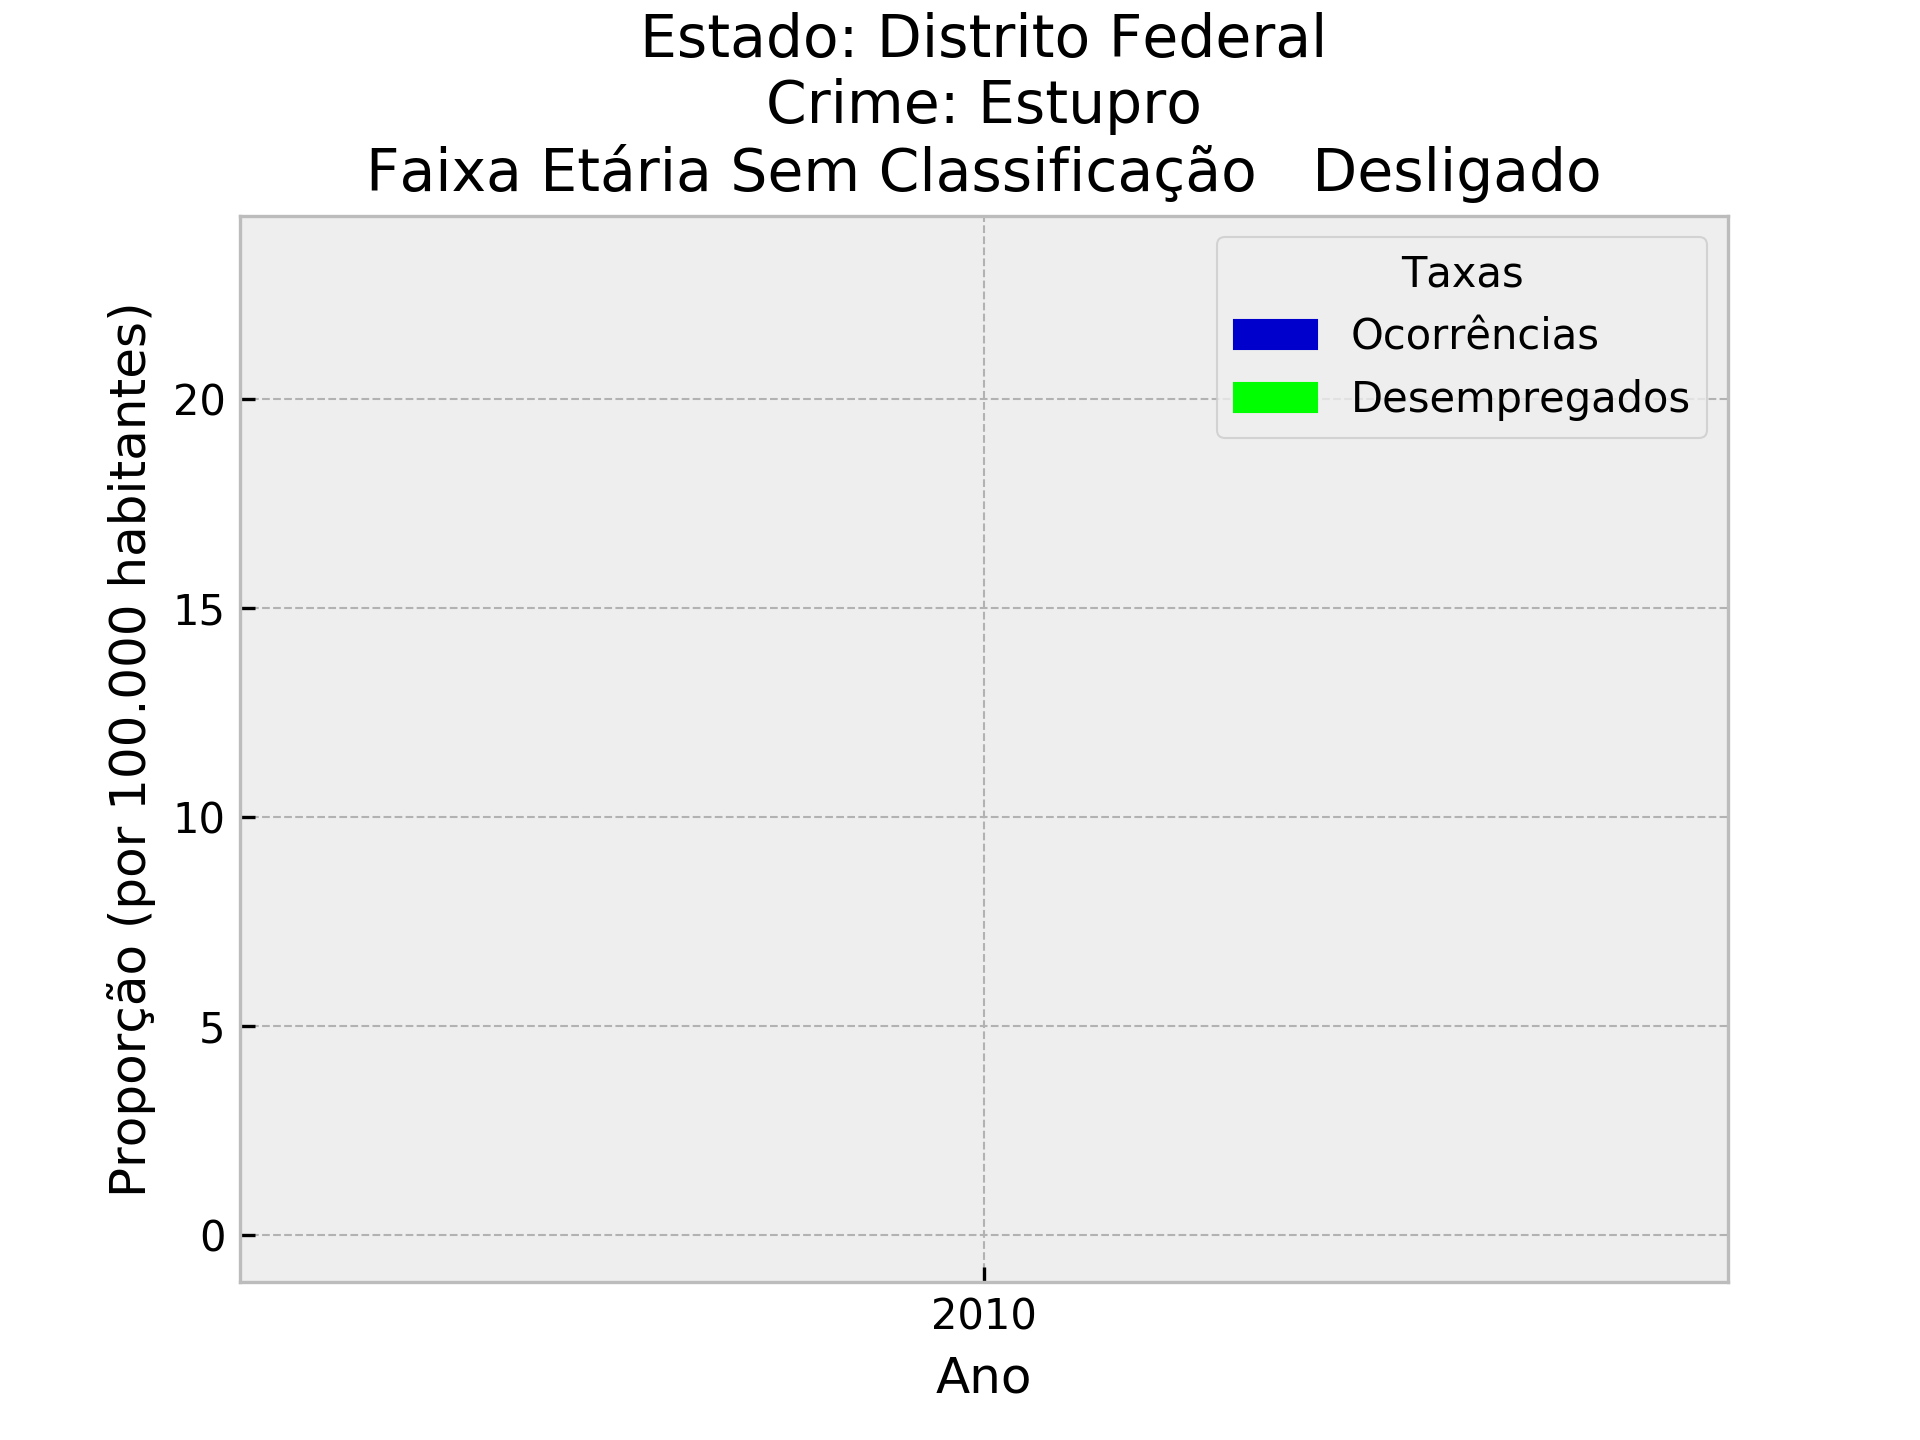 Estado: Distrito Federal
Crime: Estupro
Faixa Etária Sem Classificação   Desligado
Taxas
Ocorrências
Desempregados
Proporção (por 100.000 habitantes)
20
15
10
5
0
2010
Ano